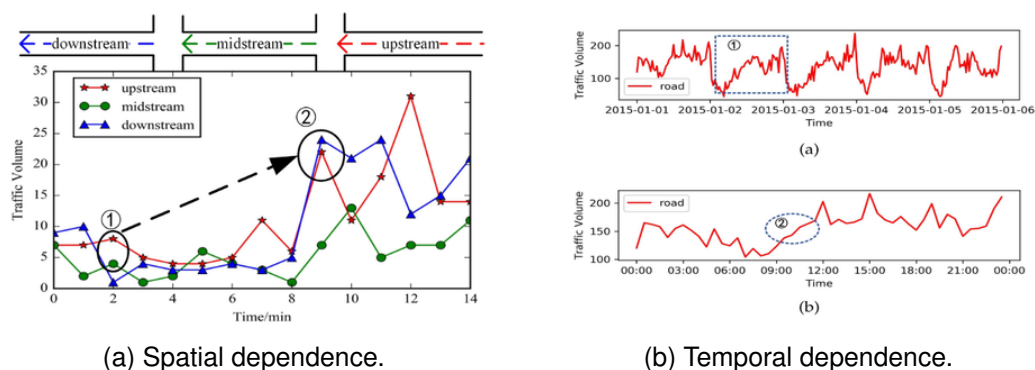 downstream midstream upstream
35
30
25
20
15
10
5
0
Traffic Volume
upstream
midstream
downstream
①
②
0 2 4 6 8 10 12 14
Time/min
(a) Spatial dependence.
200
100
Traffic Volume
①
road
2015-01-01 2015-01-02 2015-01-03 2015-01-04 2015-01-05 2015-01-06
Time
(a)
200
150
100
Traffic Volume
road
②
00:00 03:00 06:00 09:00 12:00 15:00 18:00 21:00 00:00
Time
(b)
(b) Temporal dependence.